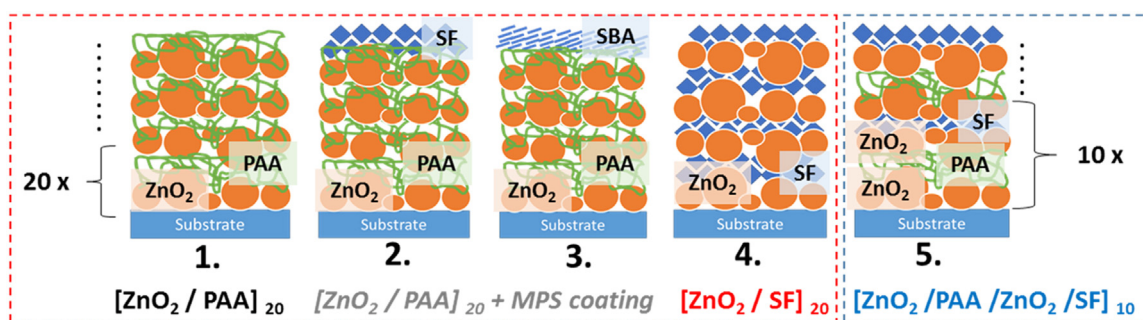 SF
SBA
SF
20 x
PAA
PAA
PAA
PAA
ZnO2
10 x
ZnO2
ZnO2
ZnO2
ZnO2
SF
ZnO2
Substrate
Substrate
Substrate
Substrate
Substrate
1.
2.
3.
4.
5.
[ZnO2 / PAA] 20
[ZnO2 / PAA] 20 + MPS coating
[ZnO2 / SF] 20
[ZnO2 /PAA /ZnO2 /SF] 10